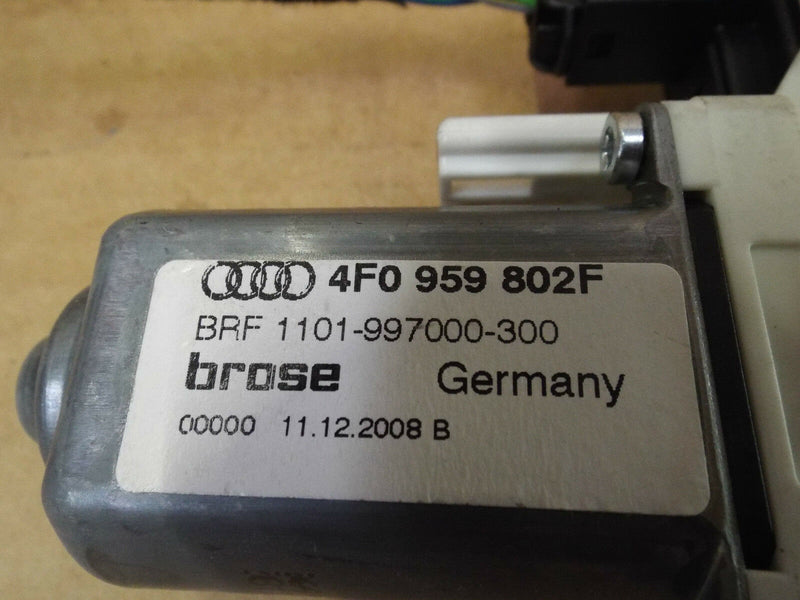 4F0 959 802F
BRF 1101-997000-300
brose Germany
00000 11.12.2008 B